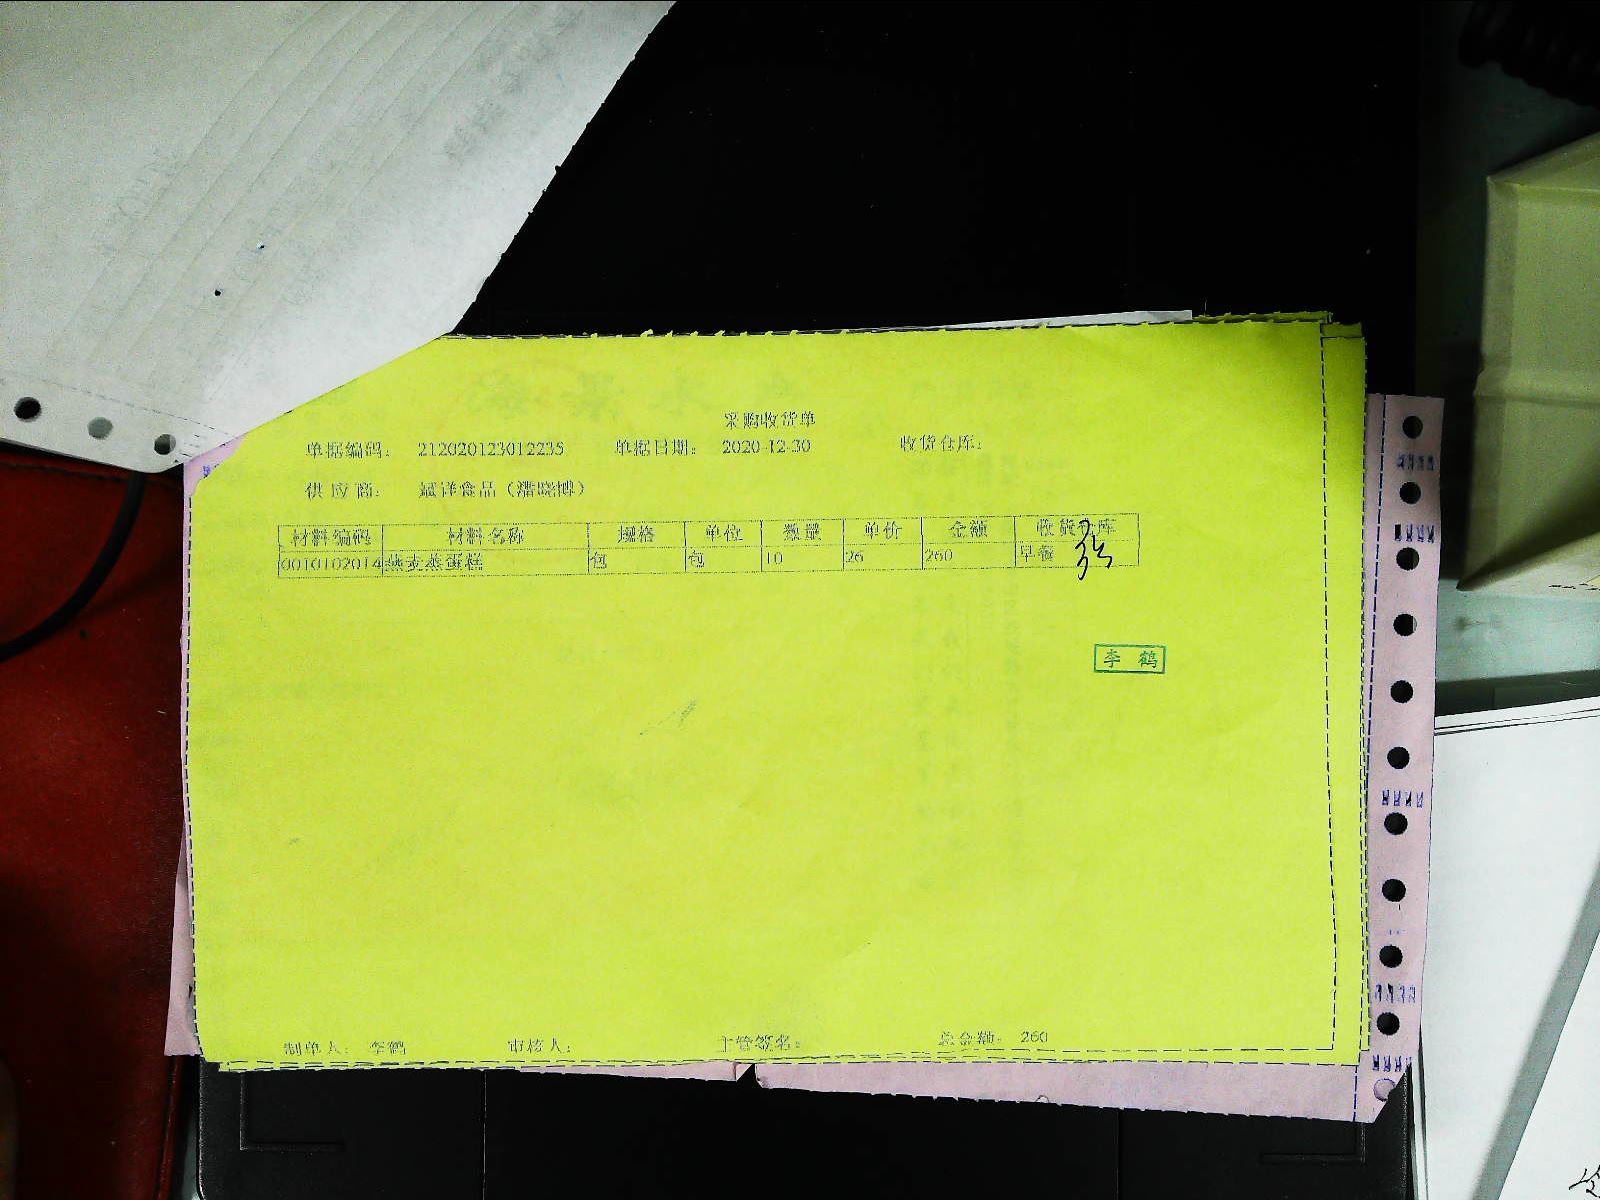 采购收货单
单据编码： 212020123012235 单据日期： 2020-12-30 收货仓库：
供应商： 斌洋食品（潘晓博）
材料编码 材料名称 规格 单位 数量 单价 金额 收货仓库
0010102014 燕麦蒸蛋糕 包 包 10 26 260 早餐
李鹤
制单人： 李鹤 审核人： 主管签名： 总金额： 260